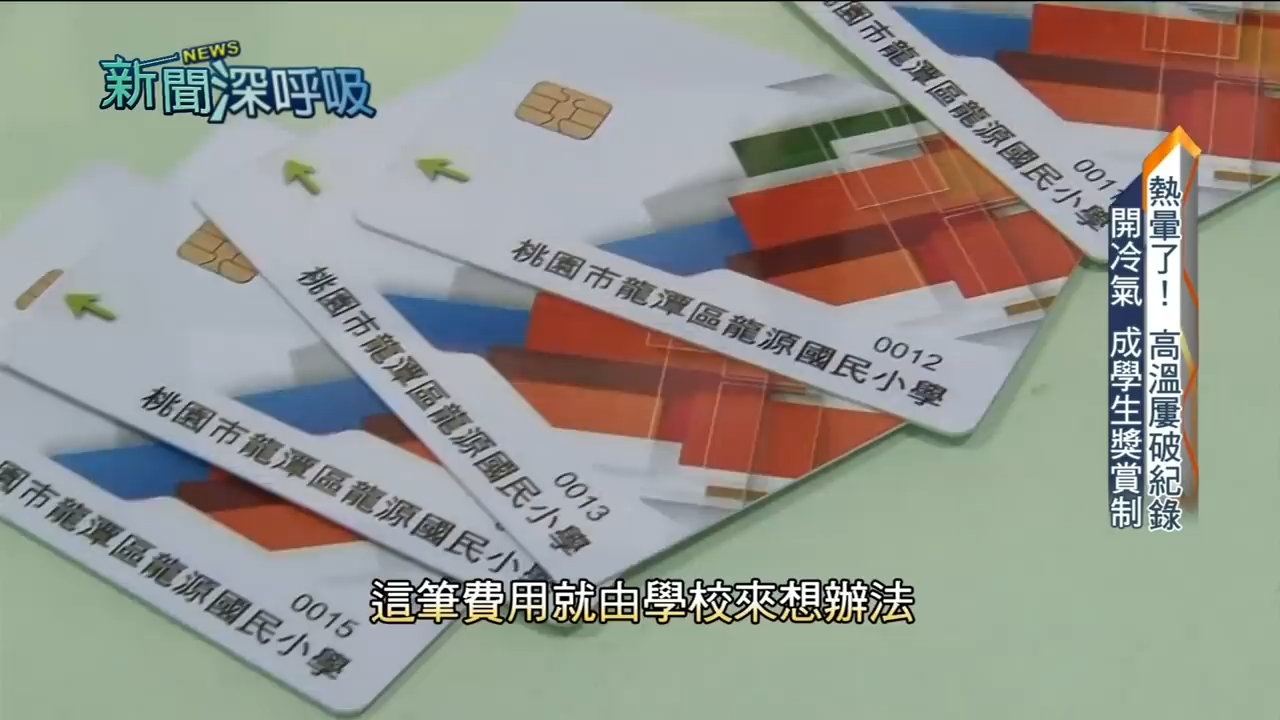 NEWS
新聞深呼吸
熱暈了! 高溫屢破紀錄
開冷氣 成學生獎賞制
園市龍潭區龍源國民小學
桃園市龍潭區龍源國民小學
0012
桃園市龍潭區龍源國民小學
0013
桃園市龍潭區龍源國民小學
園市龍潭區龍源國民小學
0015
這筆費用就由學校來想辦法